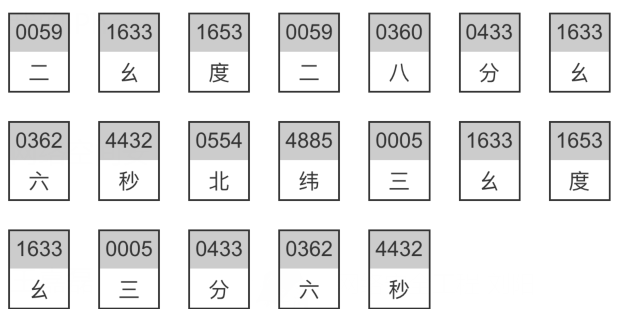 0059 1633 1653 0059 0360 0433 1633
二 幺 度 二 八 分 幺
0362 4432 0554 4885 0005 1633 1653
六 秒 北 纬 三 幺 度
1633 0005 0433 0362 4432
幺 三 分 六 秒